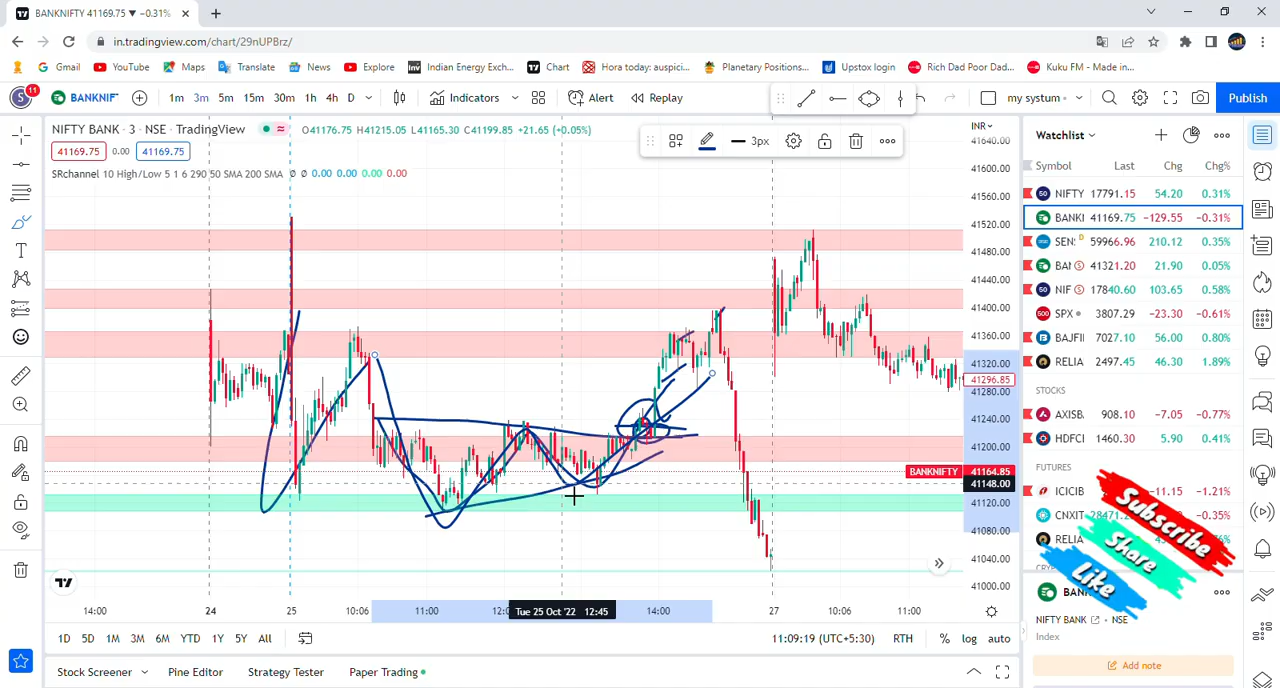 BANKNIFTY 41169.75 ▼ −0.31%
in.tradingview.com/chart/29nUPBrz/
Gmail YouTube Maps Translate News Explore Indian Energy Exch... Chart Hora today: auspici... Planetary Positions... Upstox login Rich Dad Poor Dad... Kuku FM - Made in...
S 11 BANKNIF 1m 3m 5m 15m 30m 1h 4h D Indicators Alert Replay my systum Publish
NIFTY BANK • 3 • NSE • TradingView O41176.75 H41215.05 L41165.30 C41199.85 +21.65 (+0.05%)
3px
41169.75 0.00 41169.75
SRchannel 10 High/Low 5 1 6 290 50 SMA 200 SMA Ø Ø 0.00 0.00 0.00 0.00
INR
41640.00
41600.00
41560.00
41520.00
41480.00
41440.00
41400.00
41360.00
41320.00
41296.85
41280.00
41240.00
41200.00
BANKNIFTY 41164.85
41148.00
41120.00
41080.00
41040.00
41000.00
14:00 24 25 10:06 11:00 12:0 Tue 25 Oct '22 12:45 14:00 27 10:06 11:00
1D 5D 1M 3M 6M YTD 1Y 5Y All 11:09:19 (UTC+5:30) RTH % log auto
Stock Screener Pine Editor Strategy Tester Paper Trading
Watchlist
Symbol Last Chg Chg%
50 NIFTY 17791.15 54.20 0.31%
BANKI 41169.75 −129.55 −0.31%
SEN: D 59966.96 210.12 0.35%
BAI S 41321.20 21.90 0.05%
50 NIF S 17840.60 103.65 0.58%
500 SPX 3807.29 −23.30 −0.61%
BAJFII 7027.10 56.00 0.80%
RELIA 2497.45 46.30 1.89%
STOCKS
AXISB. 908.10 −7.05 −0.77%
HDFCI 1460.30 5.90 0.41%
FUTURES
ICICIB −11.15 −1.21%
CNXIT 28471.2 −0.35%
RELIA
Subscribe
Share
Like
BAN
NIFTY BANK • NSE
Index
Add note